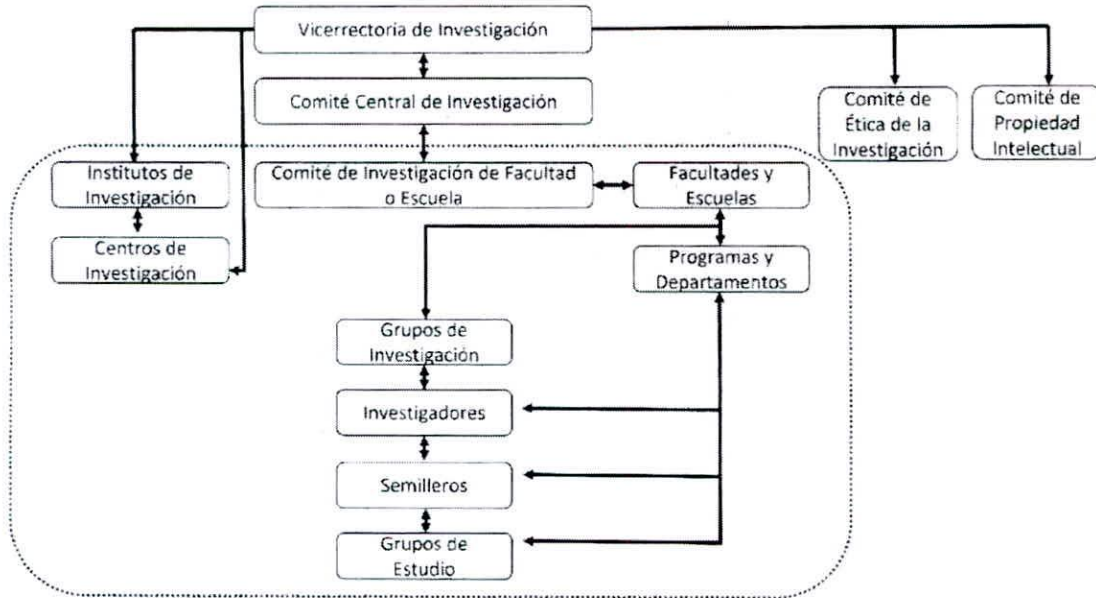 Vicerrectoria de Investigación
Comité Central de Investigación
Comité de
Ética de la
Investigación
Comité de
Propiedad
Intelectual
Institutos de
Investigación
Comité de Investigación de Facultad
o Escuela
Facultades y
Escuelas
Centros de
Investigación
Programas y
Departamentos
Grupos de
Investigación
Investigadores
Semilleros
Grupos de
Estudio